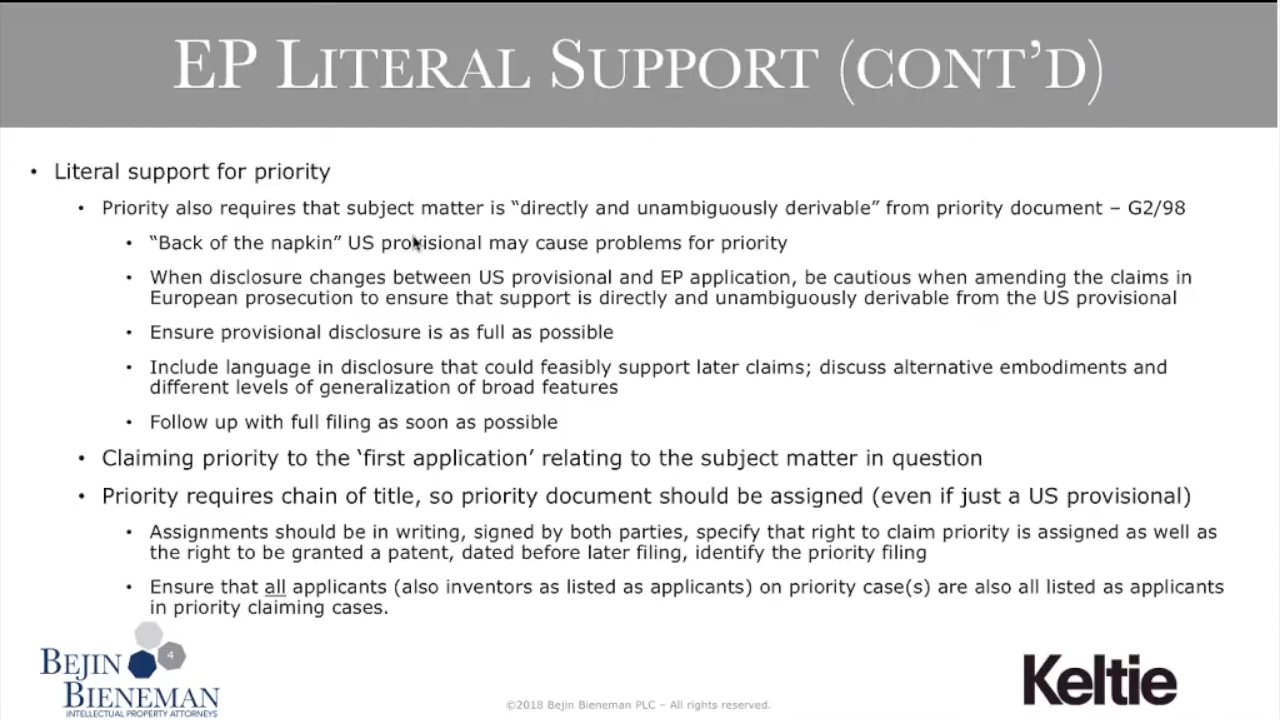 EP LITERAL SUPPORT (CONT'D)
• Literal support for priority
• Priority also requires that subject matter is “directly and unambiguously derivable” from priority document – G2/98
• “Back of the napkin” US provisional may cause problems for priority
• When disclosure changes between US provisional and EP application, be cautious when amending the claims in
European prosecution to ensure that support is directly and unambiguously derivable from the US provisional
• Ensure provisional disclosure is as full as possible
• Include language in disclosure that could feasibly support later claims; discuss alternative embodiments and
different levels of generalization of broad features
• Follow up with full filing as soon as possible
• Claiming priority to the ‘first application’ relating to the subject matter in question
• Priority requires chain of title, so priority document should be assigned (even if just a US provisional)
• Assignments should be in writing, signed by both parties, specify that right to claim priority is assigned as well as
the right to be granted a patent, dated before later filing, identify the priority filing
• Ensure that all applicants (also inventors as listed as applicants) on priority case(s) are also all listed as applicants
in priority claiming cases.
4
BEJIN
BIENEMAN
INTELLECTUAL PROPERTY ATTORNEYS
©2018 Bejin Bieneman PLC – All rights reserved.
Keltie